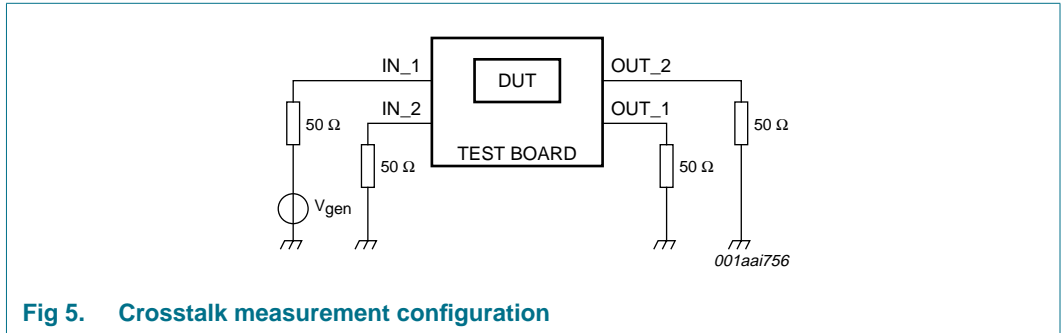 IN_1
OUT_2
DUT
IN_2
OUT_1
50 Ω
50 Ω
TEST BOARD
50 Ω
50 Ω
Vgen
001aai756
Fig 5. Crosstalk measurement configuration